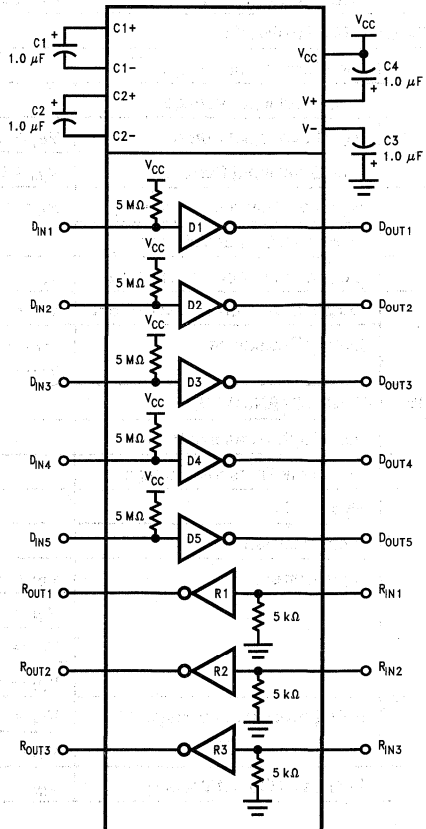 C1+
C1
+
1.0 µF
C1-
C2+
C2
+
1.0 µF
C2-
VCC
VCC
C4
1.0 µF
V+
+
V-
C3
1.0 µF
+
VCC
5 MΩ
DIN1
D1
DOUT1
VCC
5 MΩ
DIN2
D2
DOUT2
VCC
5 MΩ
DIN3
D3
DOUT3
VCC
5 MΩ
DIN4
D4
DOUT4
VCC
5 MΩ
DIN5
D5
DOUT5
ROUT1
R1
RIN1
5 kΩ
ROUT2
R2
RIN2
5 kΩ
ROUT3
R3
RIN3
5 kΩ